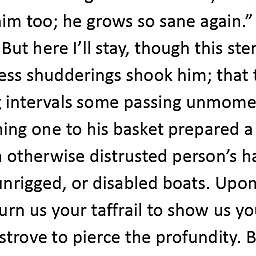 him too; he grows so sane again.”
But here I’ll stay, though this ster
ess shudderings shook him; that t
g intervals some passing unmome
ning one to his basket prepared a
n otherwise distrusted person’s ha
unrigged, or disabled boats. Upon
urn us your taffrail to show us yo
strove to pierce the profundity. B